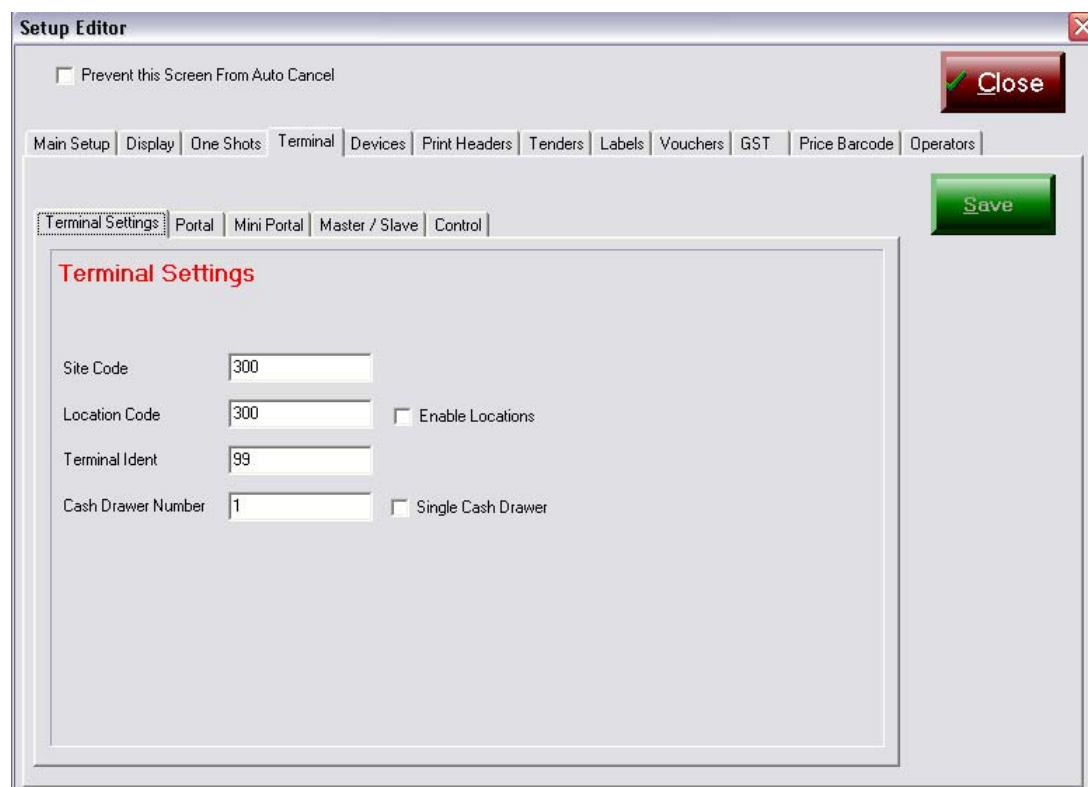 Setup Editor
Prevent this Screen From Auto Cancel
Close
Main Setup Display One Shots Terminal Devices Print Headers Tenders Labels Vouchers GST Price Barcode Operators
Save
Terminal Settings Portal Mini Portal Master / Slave Control
Terminal Settings
Site Code 300
Location Code 300 Enable Locations
Terminal Ident 99
Cash Drawer Number 1 Single Cash Drawer